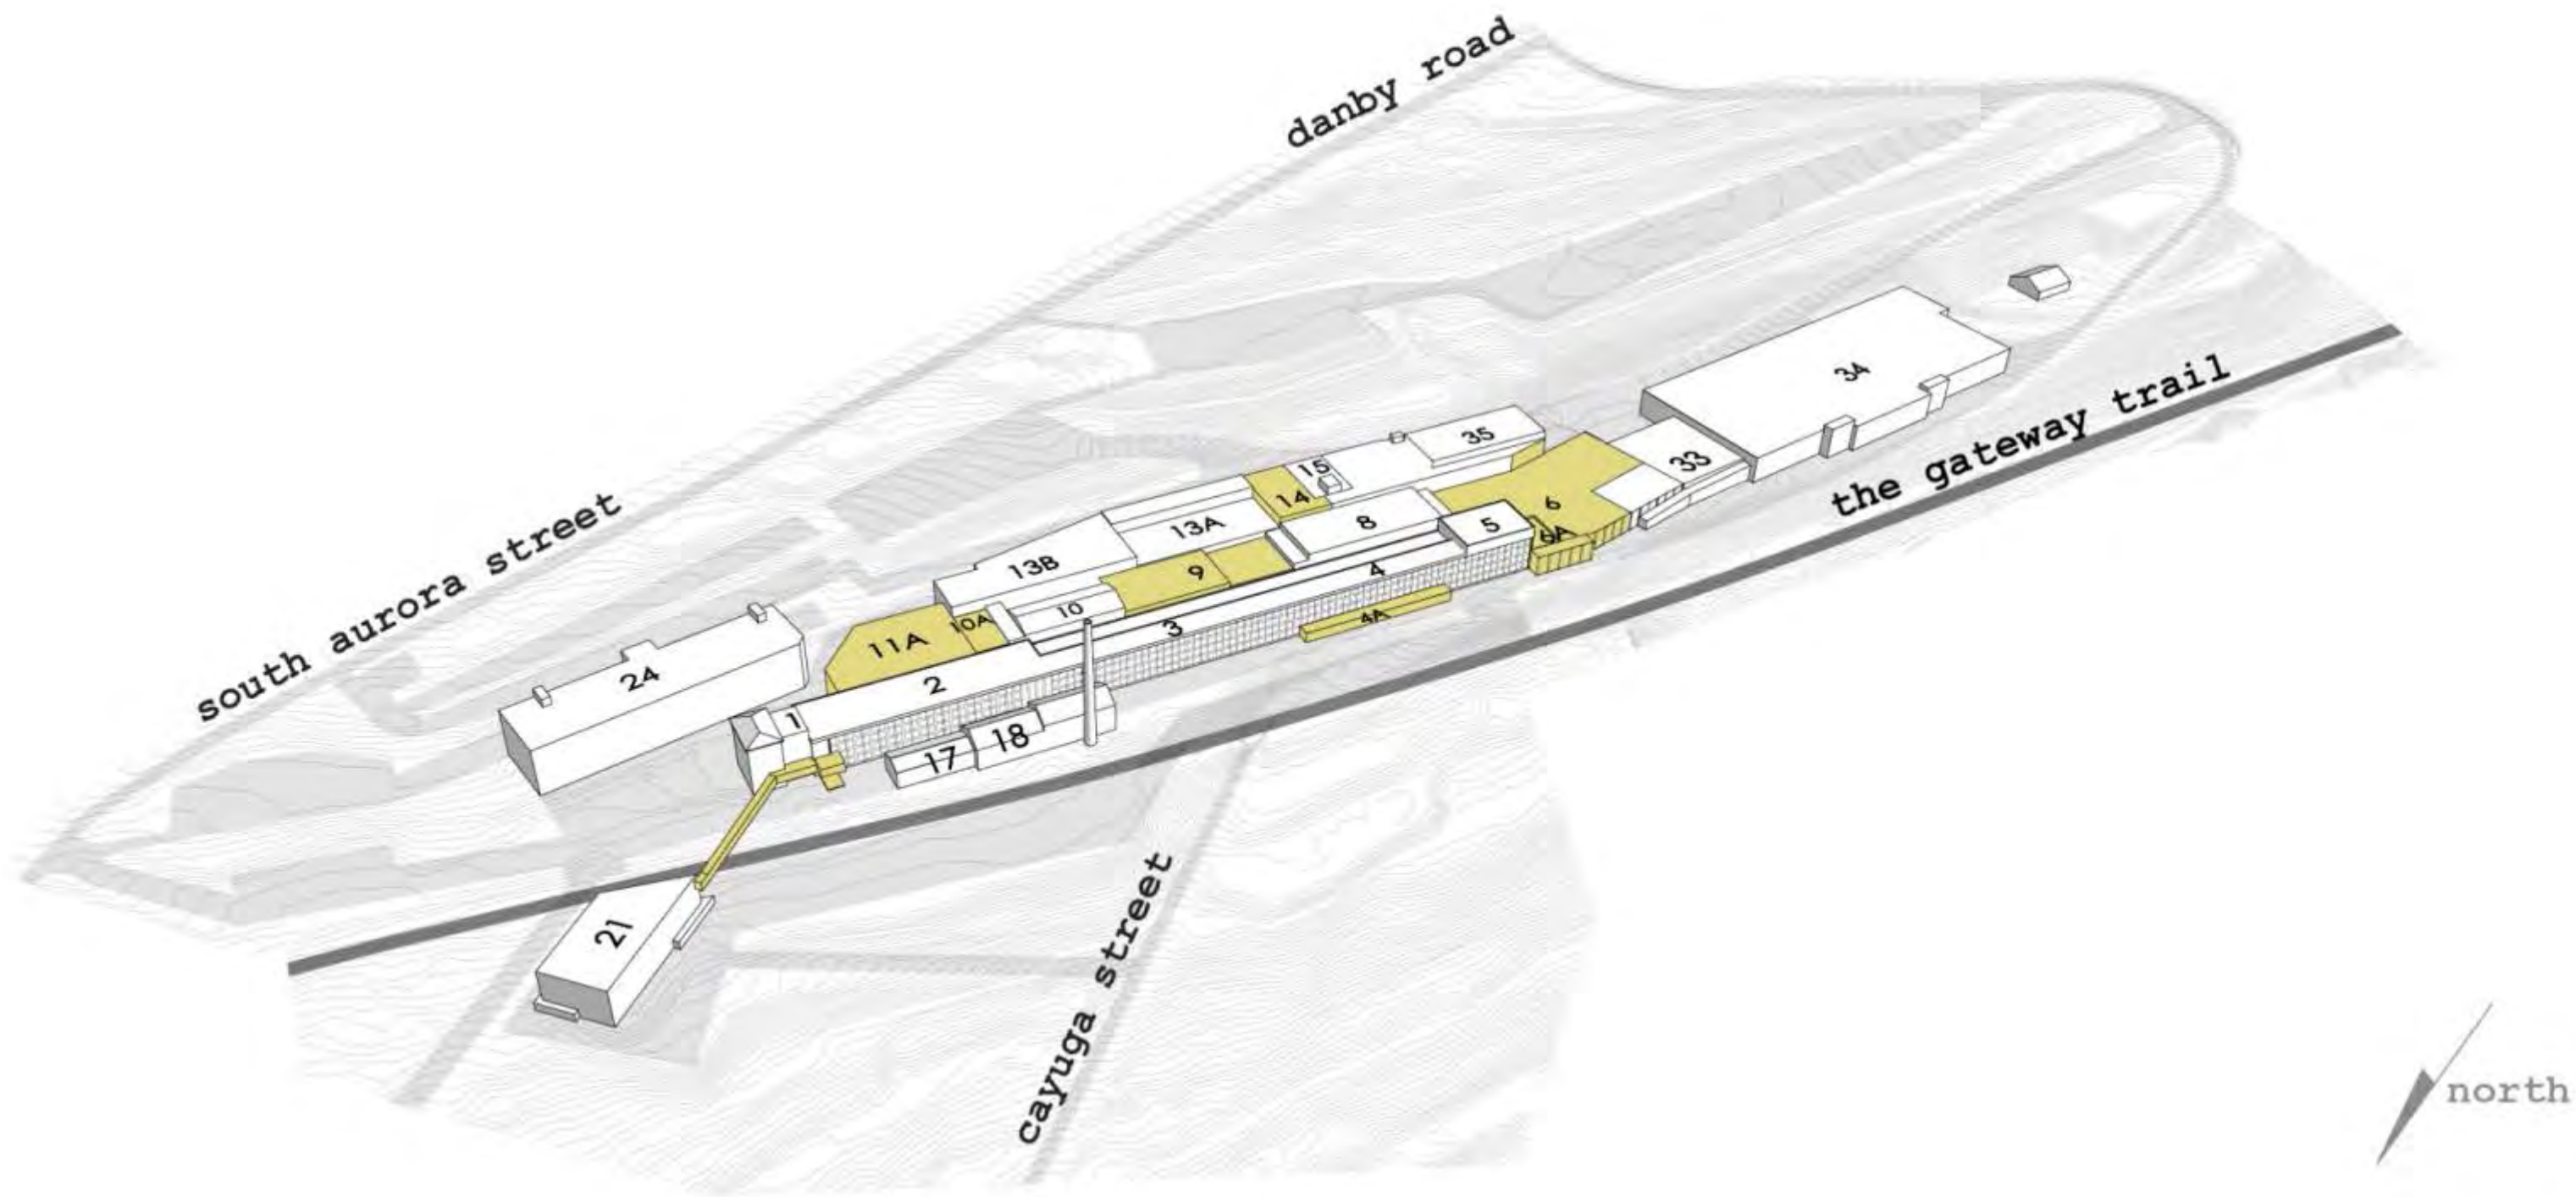 danby road
south aurora street
the gateway trail
cayuga street
north
34
35
33
15
14
6
6A
5
8
13A
13B
9
4
4A
10
10A
3
11A
2
24
1
18
17
21